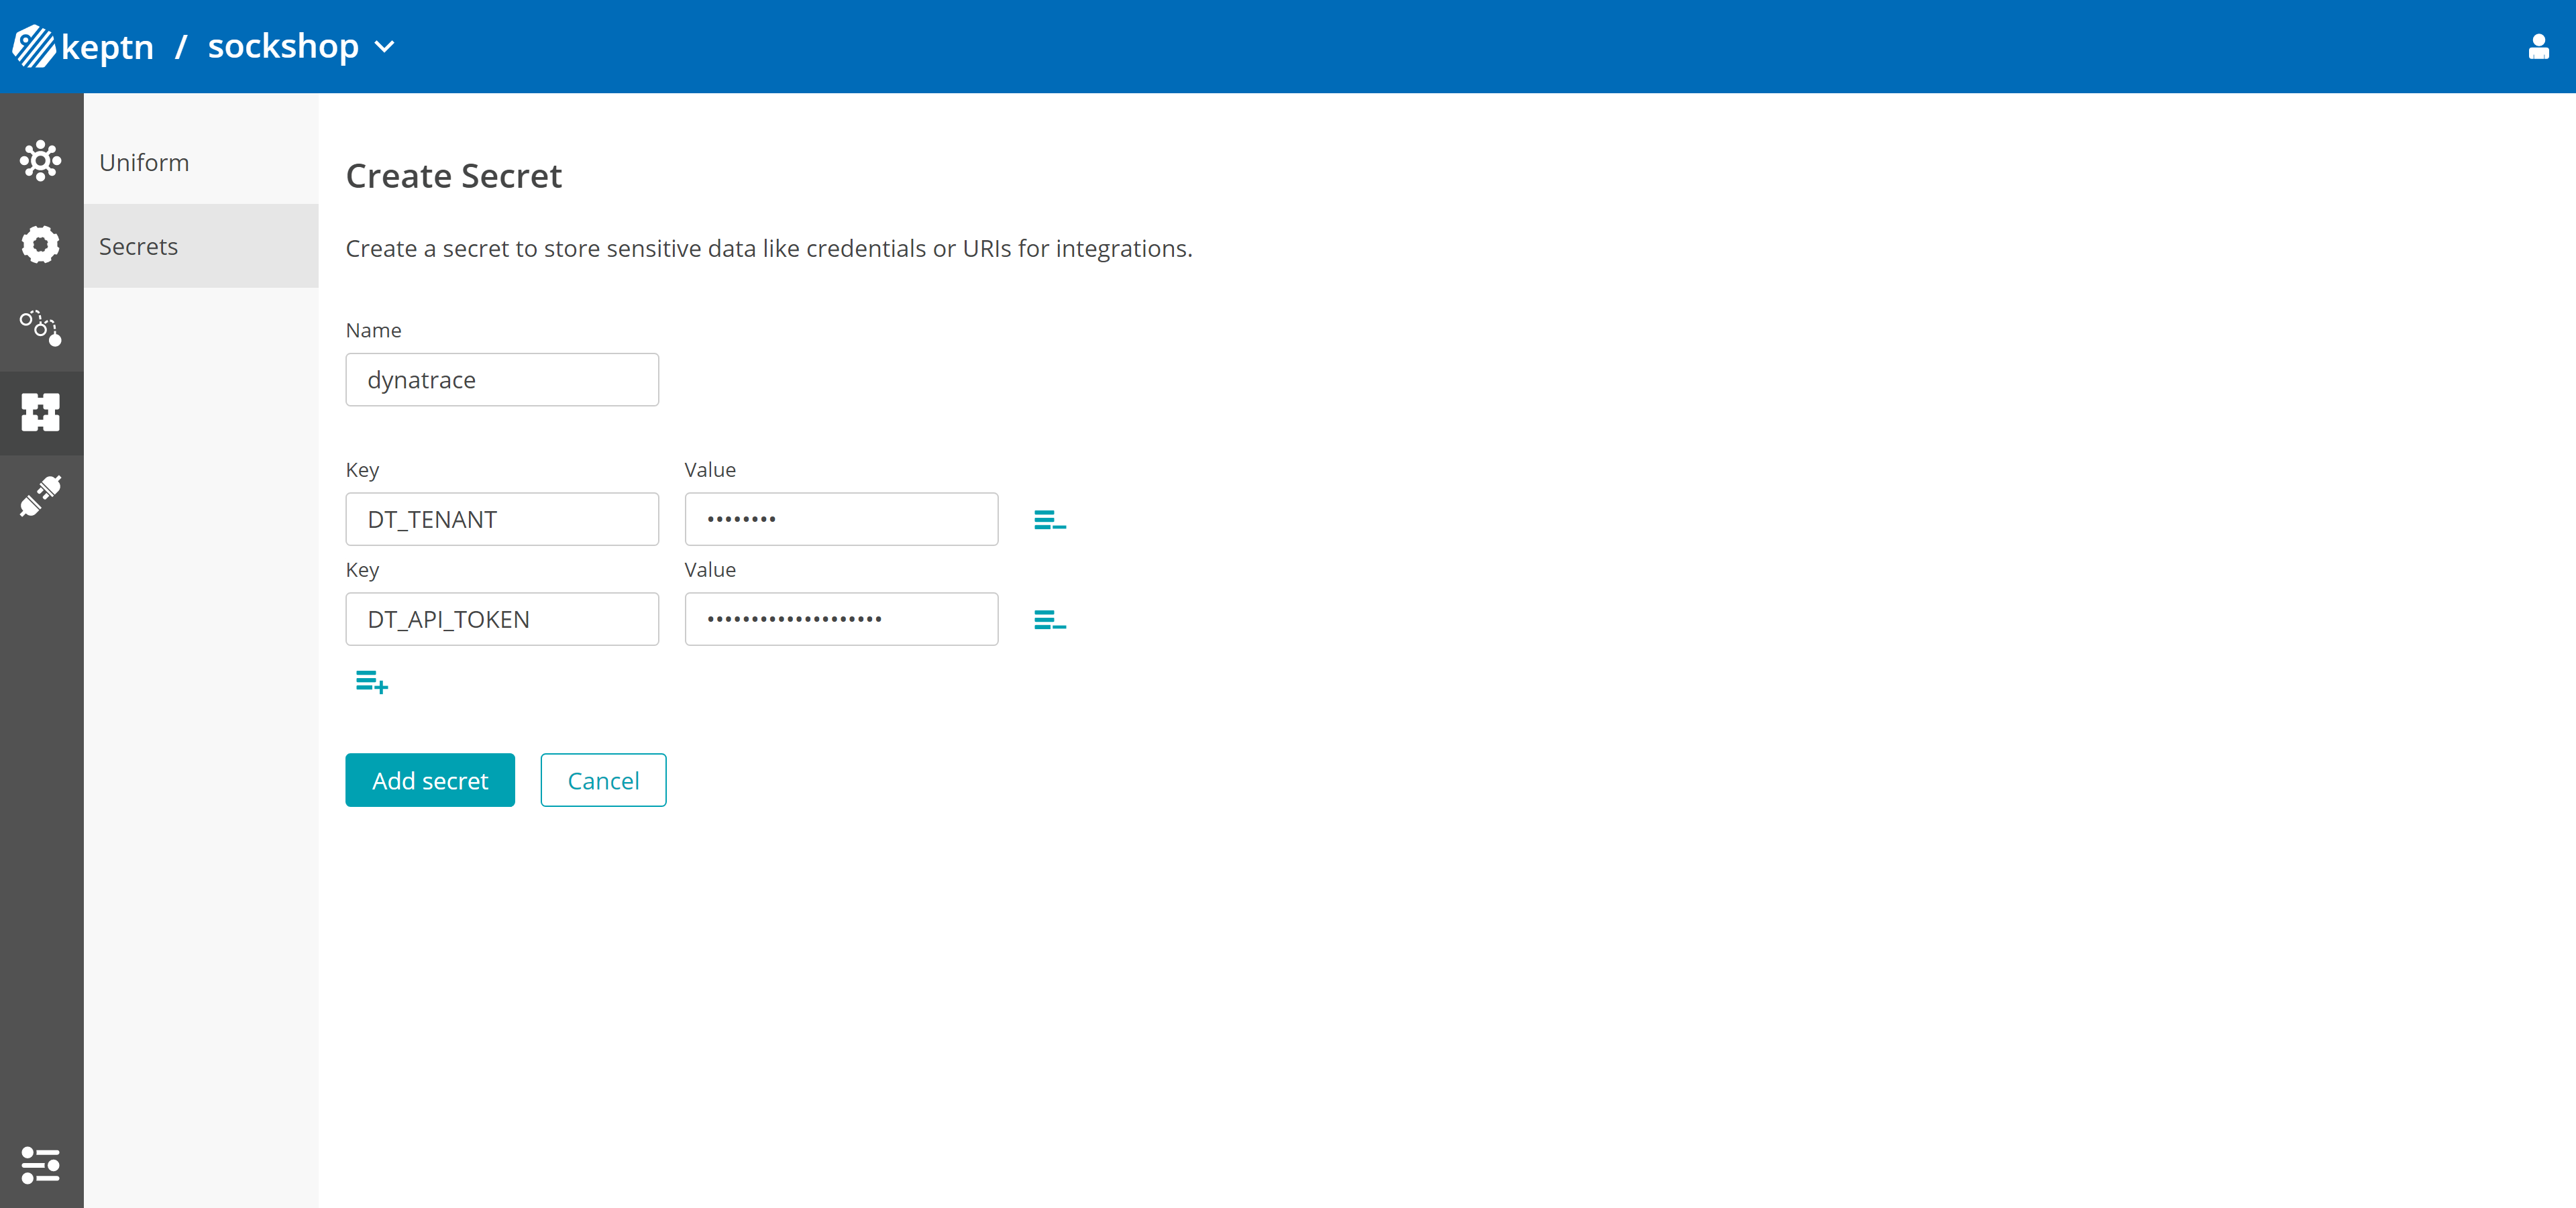 keptn / sockshop
Uniform
Secrets
Create Secret
Create a secret to store sensitive data like credentials or URIs for integrations.
Name
dynatrace
Key Value
DT_TENANT ••••••••
Key Value
DT_API_TOKEN ••••••••••••••••••••
Add secret Cancel